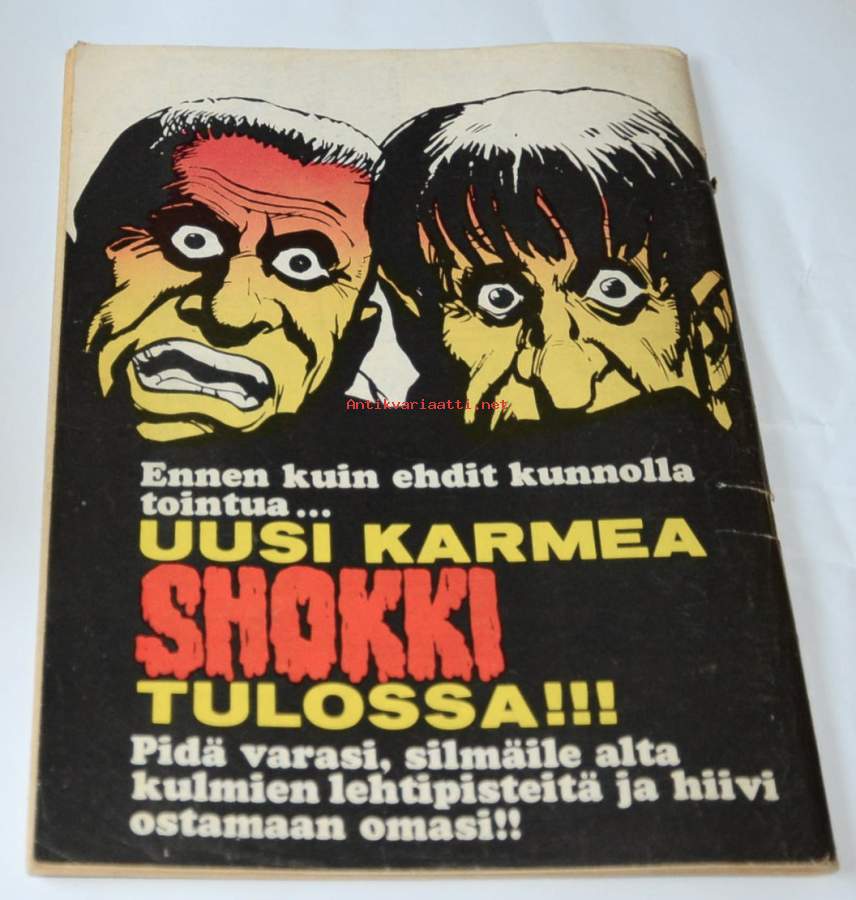 Antikvariaatti.net
Ennen kuin ehdit kunnolla
tointua...
UUSI KARMEA
SHOKKI
TULOSSA!!!
Pidä varasi, silmäile alta
kulmien lehtipisteitä ja hiivi
ostamaan omasi!!